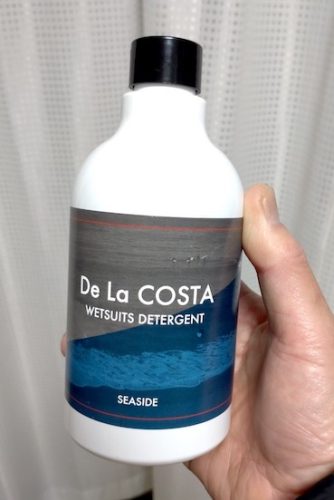 De La COSTA
WETSUITS DETERGENT
SEASIDE